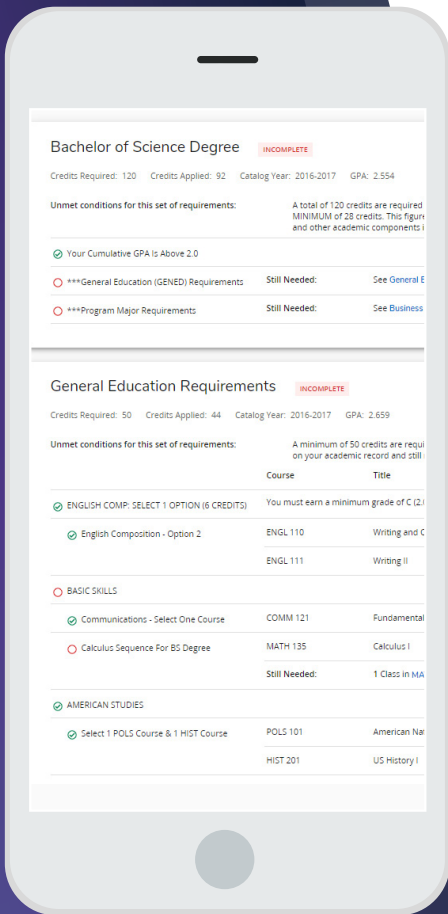 Bachelor of Science Degree INCOMPLETE
Credits Required: 120 Credits Applied: 92 Catalog Year: 2016-2017 GPA: 2.554
Unmet conditions for this set of requirements: A total of 120 credits are required
MINIMUM of 28 credits. This figure
and other academic components i
Your Cumulative GPA Is Above 2.0
***General Education (GENED) Requirements Still Needed: See General E
***Program Major Requirements Still Needed: See Business
General Education Requirements INCOMPLETE
Credits Required: 50 Credits Applied: 44 Catalog Year: 2016-2017 GPA: 2.659
Unmet conditions for this set of requirements: A minimum of 50 credits are requi
on your academic record and still
Course Title
ENGLISH COMP: SELECT 1 OPTION (6 CREDITS) You must earn a minimum grade of C (2.
English Composition - Option 2 ENGL 110 Writing and C
ENGL 111 Writing II
BASIC SKILLS
Communications - Select One Course COMM 121 Fundamental
Calculus Sequence For BS Degree MATH 135 Calculus I
Still Needed: 1 Class in MA
AMERICAN STUDIES
Select 1 POLS Course & 1 HIST Course POLS 101 American Nat
HIST 201 US History I